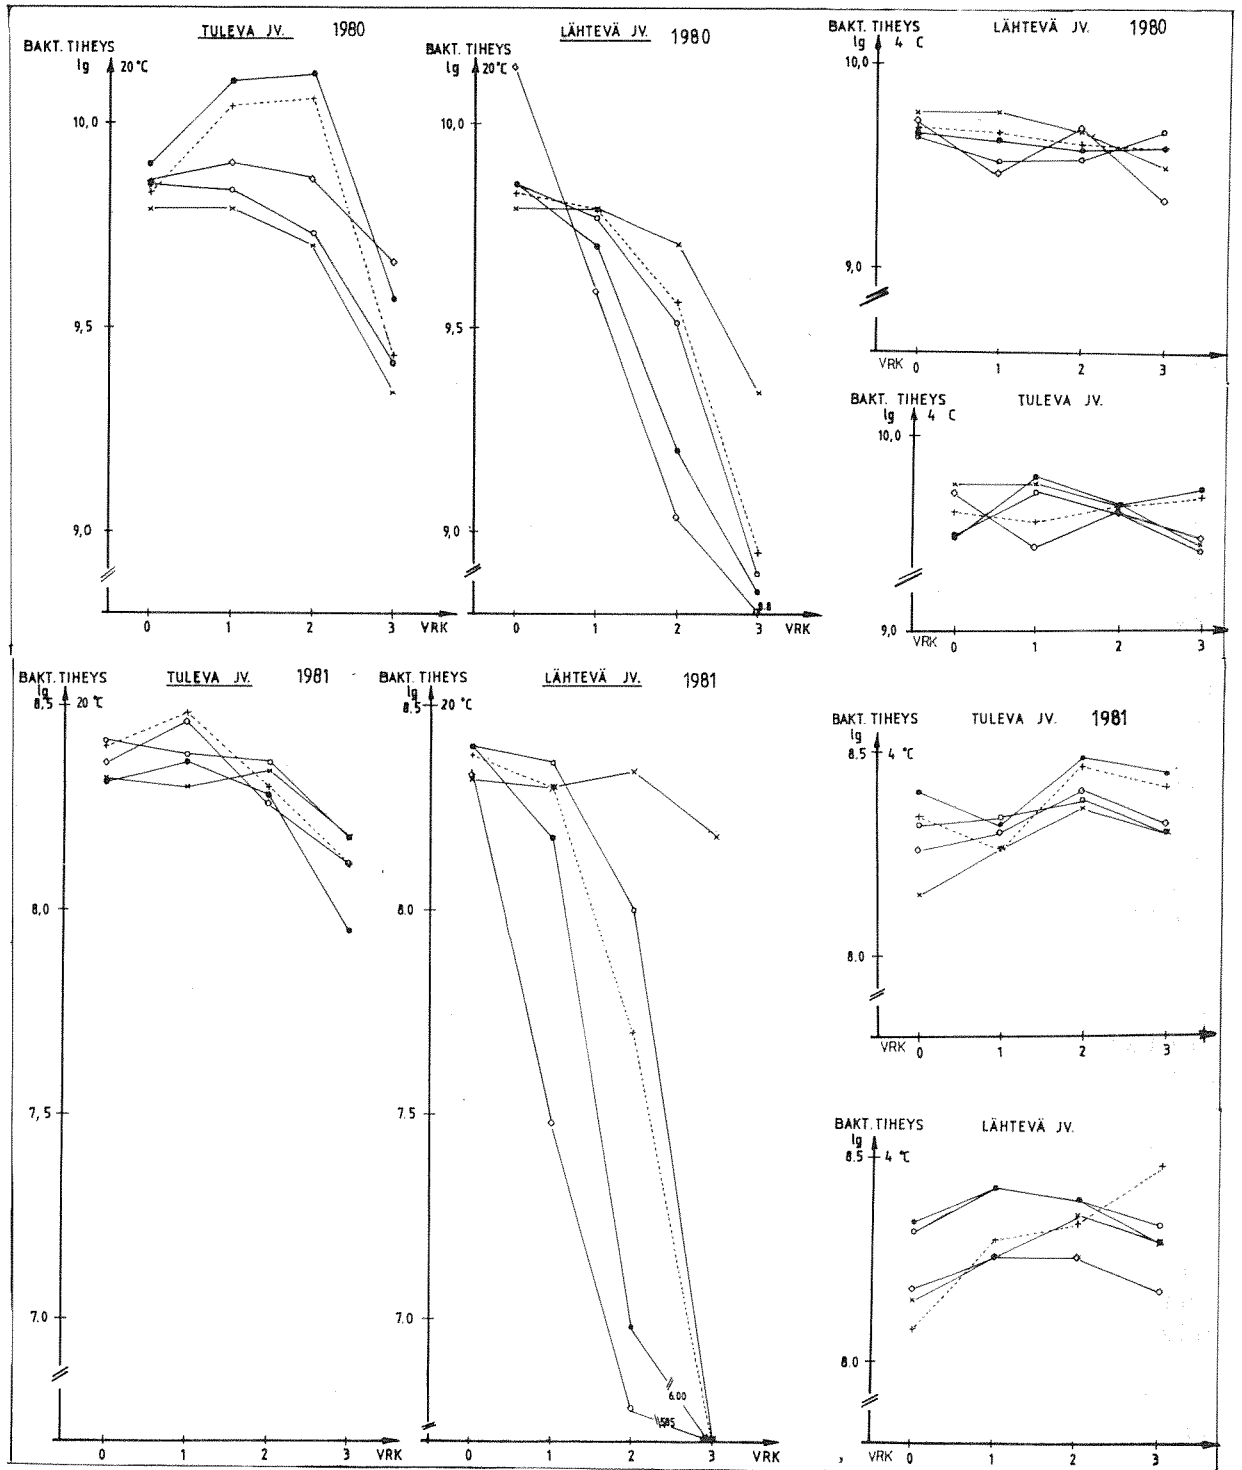 TULEVA JV. 1980
BAKT. TIHEYS
lg 20°C
10,0
9,5
9,0
0 1 2 3 VRK
LÄHTEVÄ JV. 1980
BAKT. TIHEYS
lg 20°C
10,0
9,5
9,0
8.8
0 1 2 3 VRK
LÄHTEVÄ JV. 1980
BAKT. TIHEYS
lg 4 C
10,0
9,0
VRK 0 1 2 3
BAKT. TIHEYS TULEVA JV.
lg 4 C
10,0
9,0
VRK 0 1 2 3
BAKT. TIHEYS TULEVA JV. 1981
lg
8,5 20 °C
8,0
7,5
7.0
0 1 2 3 VRK
BAKT. TIHEYS LÄHTEVÄ JV. 1981
lg
8.5 20°C
8.0
7.5
7.0
6.00
0 1 2 3 VRK
BAKT. TIHEYS TULEVA JV. 1981
lg
8.5 4 °C
8.0
VRK 0 1 2 3
BAKT. TIHEYS LÄHTEVÄ JV.
lg
8.5 4 °C
8.0
VRK 0 1 2 3